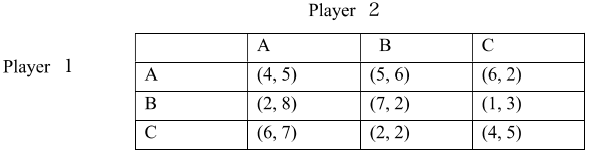 Player 2
A B C
Player 1
A (4, 5) (5, 6) (6, 2)
B (2, 8) (7, 2) (1, 3)
C (6, 7) (2, 2) (4, 5)